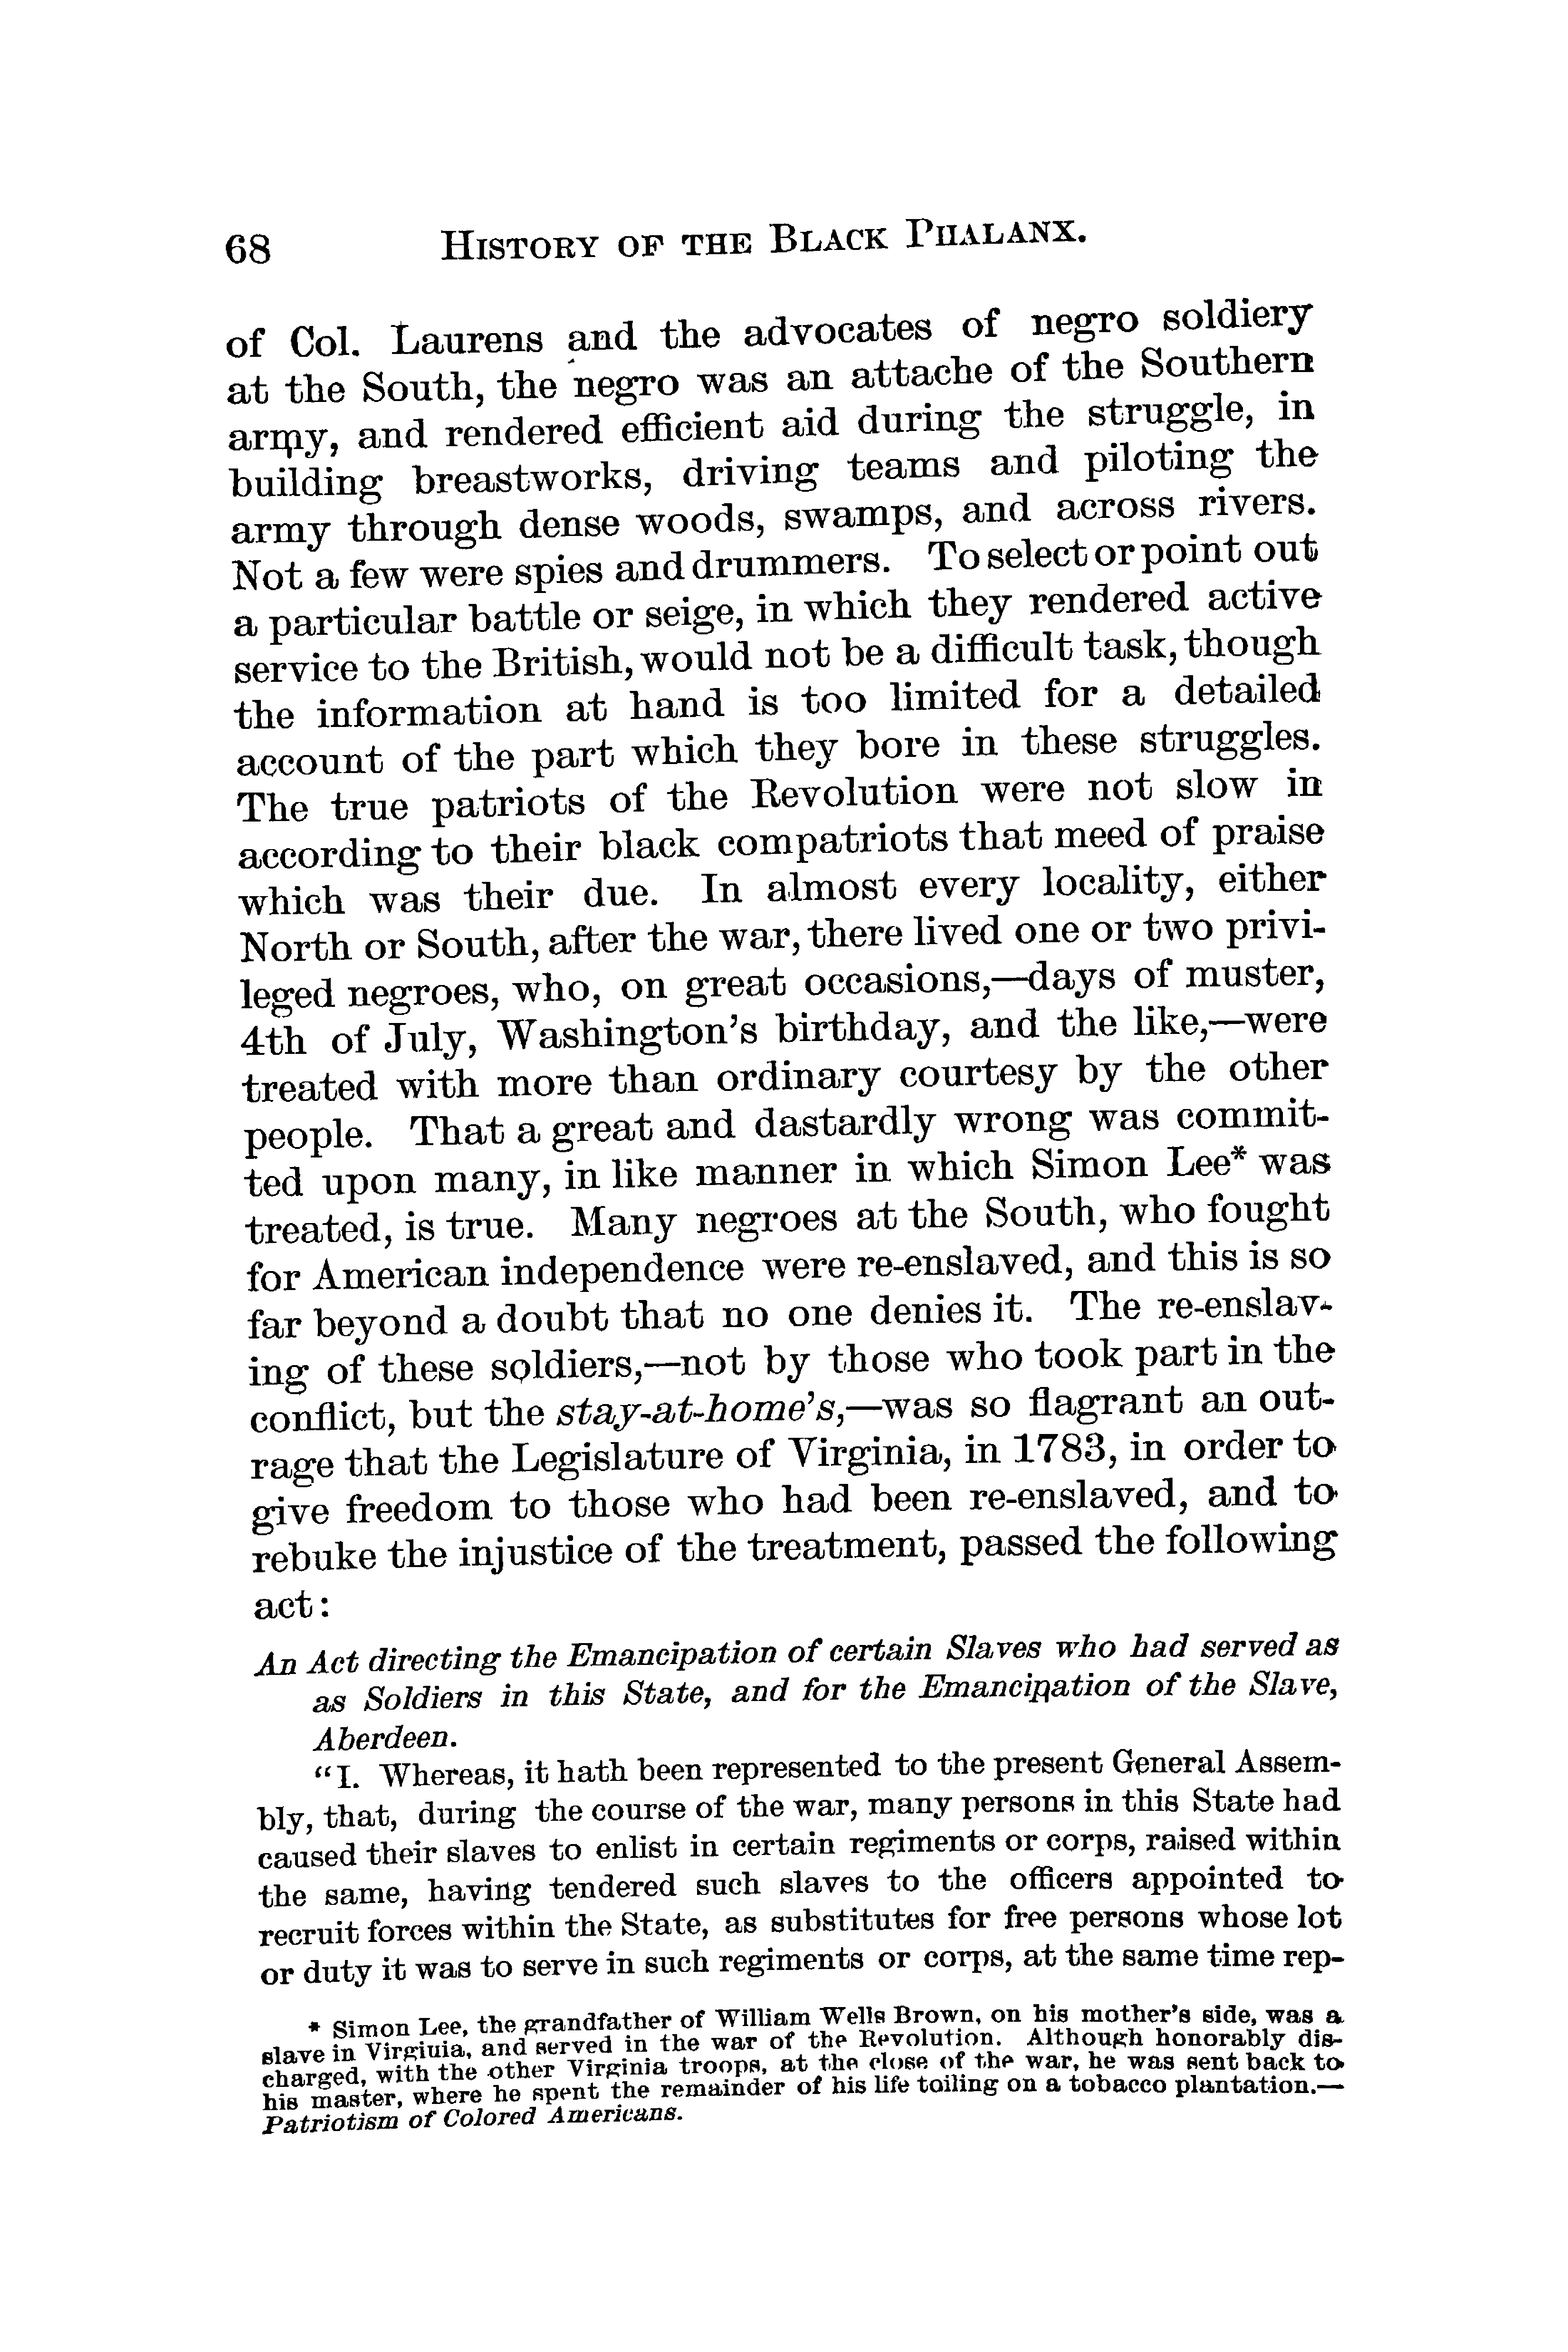 68 HISTORY OF THE BLACK PHALANX.
of Col. Laurens and the advocates of negro soldiery
at the South, the negro was an attache of the Southern
army, and rendered efficient aid during the struggle, in
building breastworks, driving teams and piloting the
army through dense woods, swamps, and across rivers.
Not a few were spies and drummers. To select or point out
a particular battle or seige, in which they rendered active
service to the British, would not be a difficult task, though
the information at hand is too limited for a detailed
account of the part which they bore in these struggles.
The true patriots of the Revolution were not slow in
according to their black compatriots that meed of praise
which was their due. In almost every locality, either
North or South, after the war, there lived one or two privi-
leged negroes, who, on great occasions,—days of muster,
4th of July, Washington's birthday, and the like,—were
treated with more than ordinary courtesy by the other
people. That a great and dastardly wrong was commit-
ted upon many, in like manner in which Simon Lee* was
treated, is true. Many negroes at the South, who fought
for American independence were re-enslaved, and this is so
far beyond a doubt that no one denies it. The re-enslav-
ing of these soldiers,—not by those who took part in the
conflict, but the stay-at-home's,—was so flagrant an out-
rage that the Legislature of Virginia, in 1783, in order to
give freedom to those who had been re-enslaved, and to
rebuke the injustice of the treatment, passed the following
act:
An Act directing the Emancipation of certain Slaves who had served as
as Soldiers in this State, and for the Emancipation of the Slave,
Aberdeen.
"I. Whereas, it hath been represented to the present General Assem-
bly, that, during the course of the war, many persons in this State had
caused their slaves to enlist in certain regiments or corps, raised within
the same, having tendered such slaves to the officers appointed to
recruit forces within the State, as substitutes for free persons whose lot
or duty it was to serve in such regiments or corps, at the same time rep-
* Simon Lee, the grandfather of William Wells Brown, on his mother's side, was a
slave in Virginia, and served in the war of the Revolution. Although honorably dis-
charged, with the other Virginia troops, at the close of the war, he was sent back to
his master, where he spent the remainder of his life toiling on a tobacco plantation.—
Patriotism of Colored Americans.